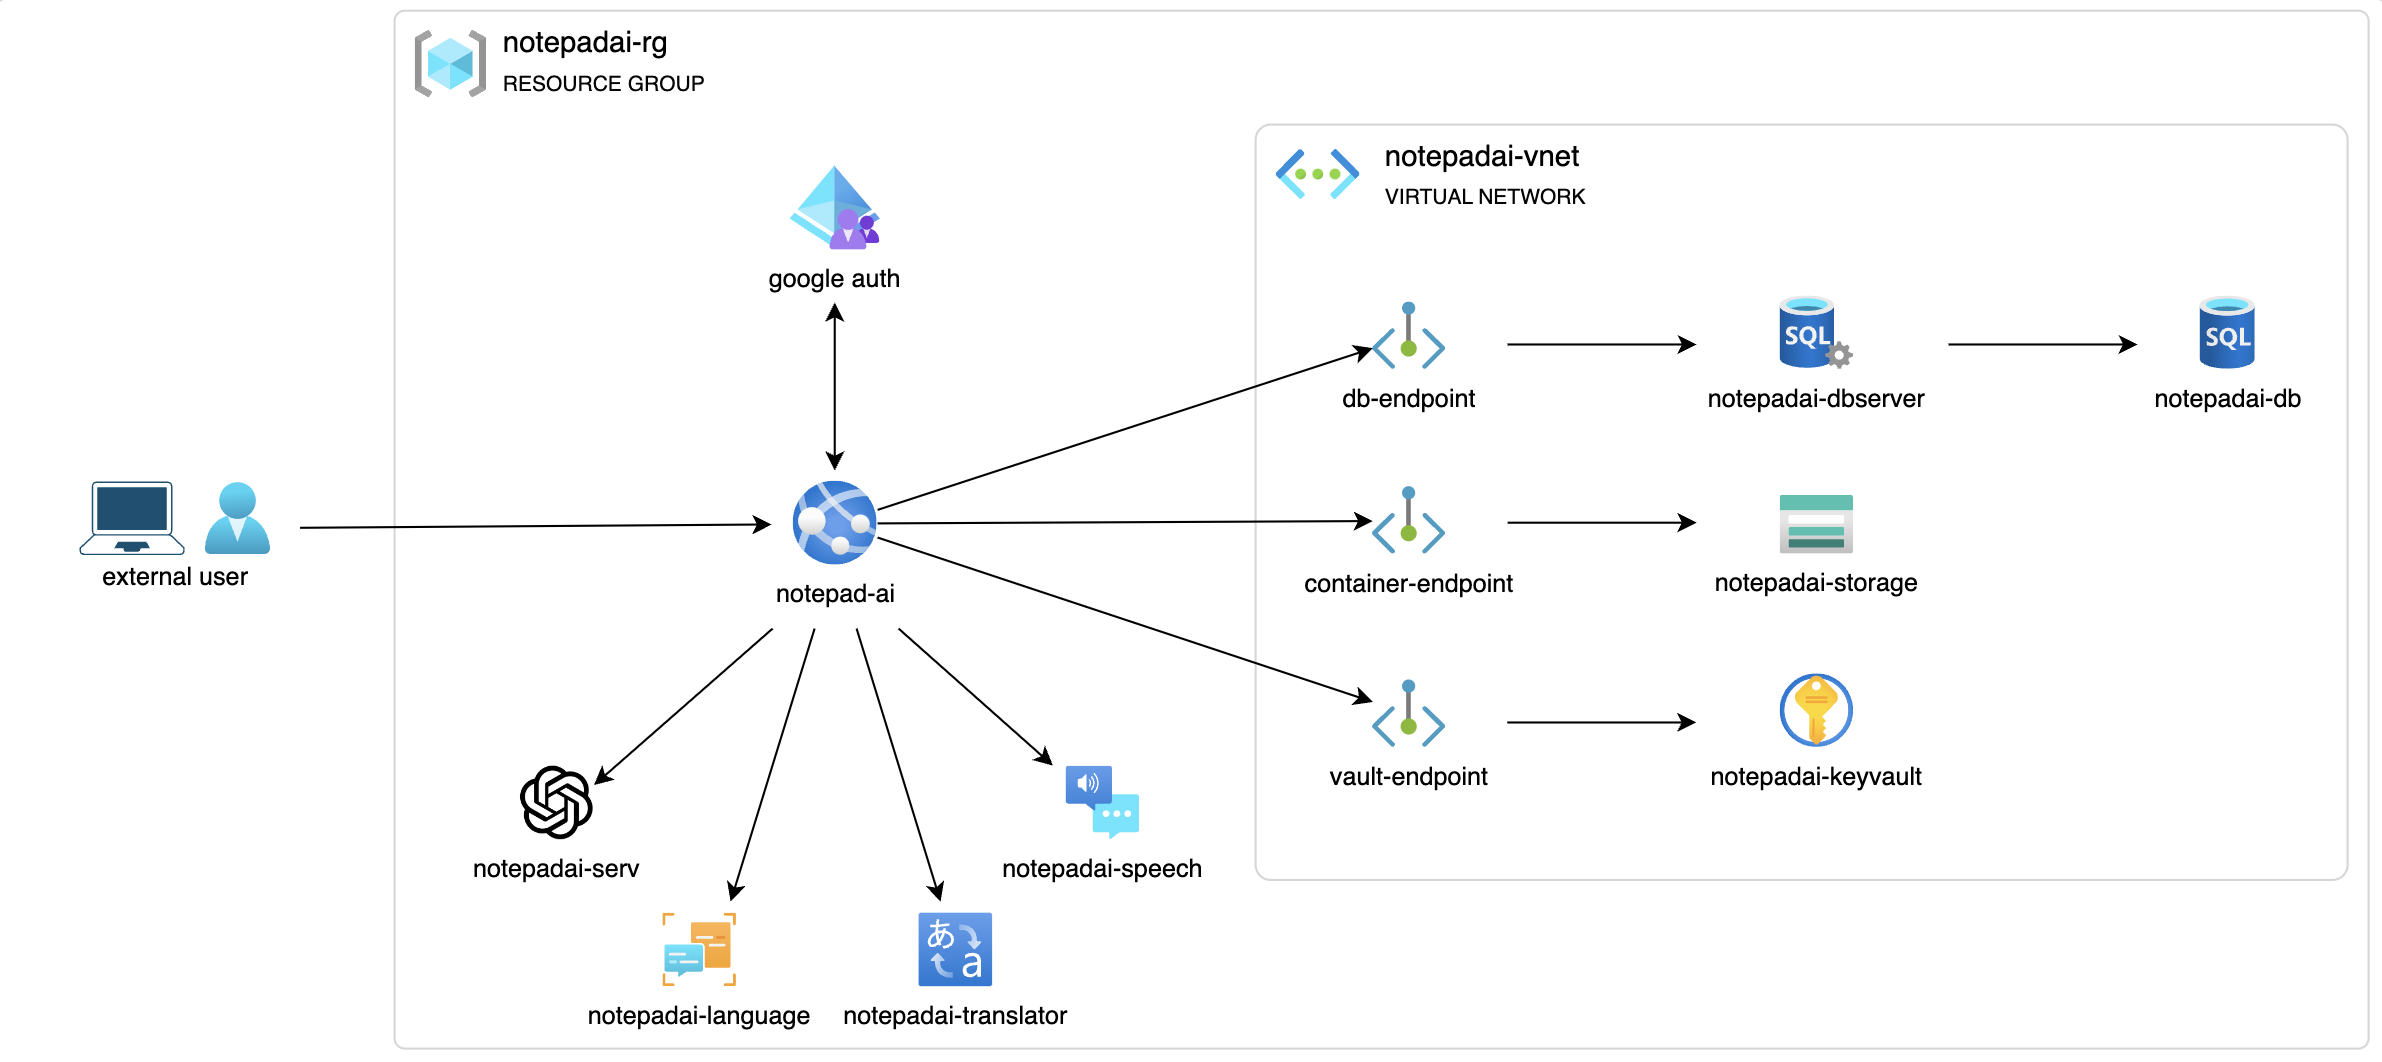 notepadai-rg
RESOURCE GROUP
notepadai-vnet
VIRTUAL NETWORK
google auth
SQL
SQL
db-endpoint
notepadai-dbserver
notepadai-db
external user
notepad-ai
container-endpoint
notepadai-storage
vault-endpoint
notepadai-keyvault
notepadai-serv
notepadai-speech
あ
a
notepadai-language
notepadai-translator